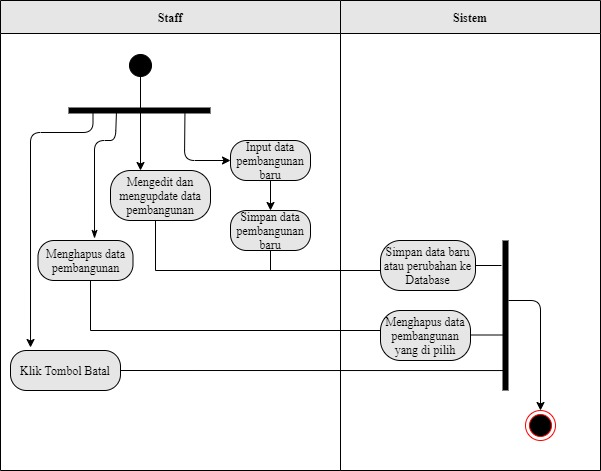 Staff
Sistem
Input data
pembangunan
baru
Mengedit dan
mengupdate data
pembangunan
Simpan data
pembangunan
baru
Menghapus data
pembangunan
Simpan data baru
atau perubahan ke
Database
Menghapus data
pembangunan
yang di pilih
Klik Tombol Batal